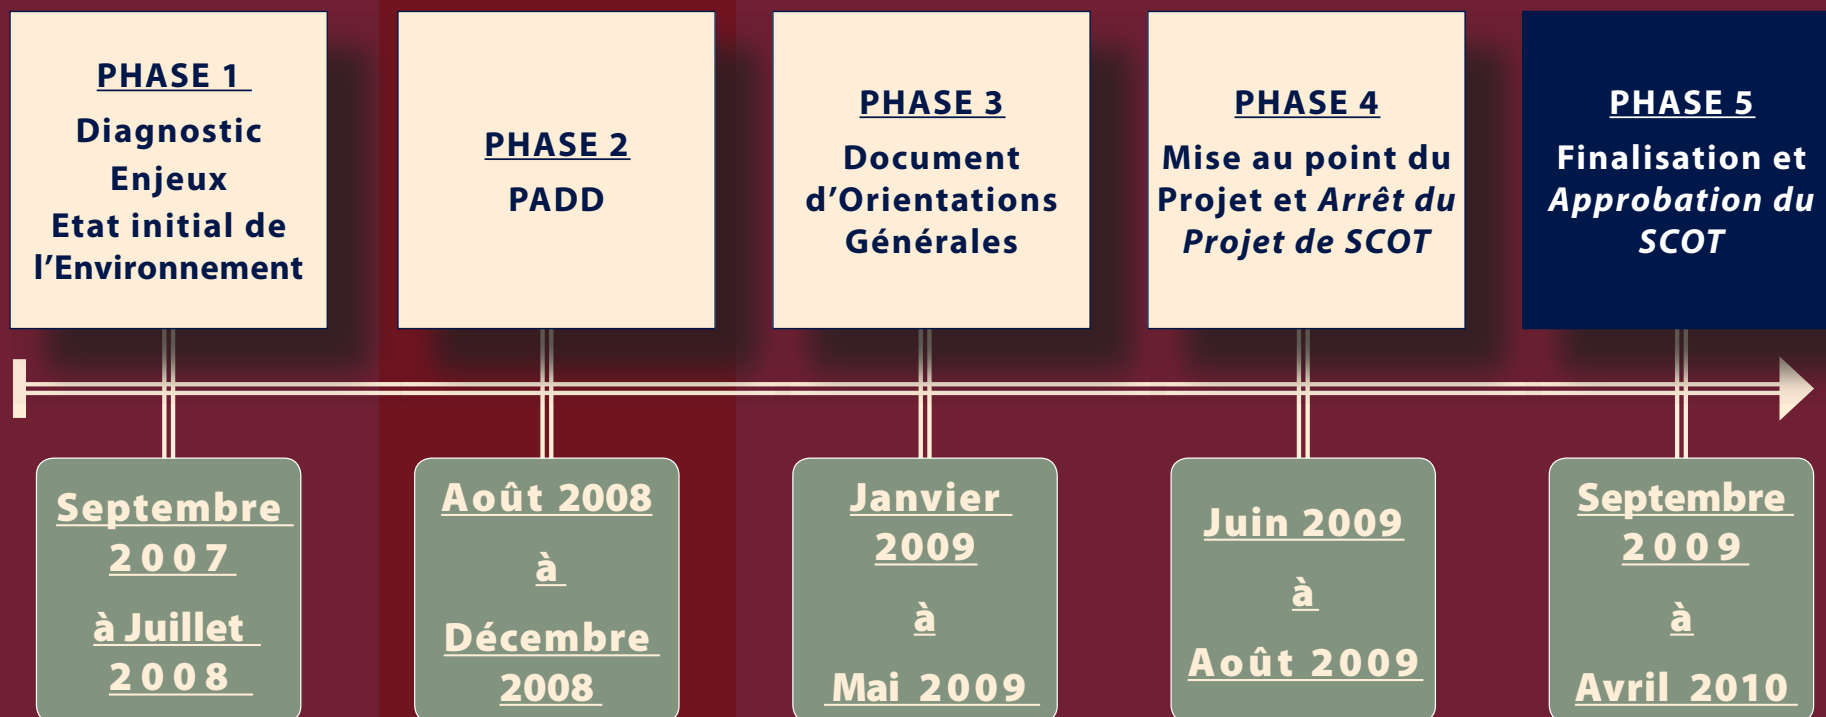 PHASE 1
Diagnostic
Enjeux
Etat initial de
l'Environnement
PHASE 2
PADD
PHASE 3
Document
d'Orientations
Générales
PHASE 4
Mise au point du
Projet et Arrêt du
Projet de SCOT
PHASE 5
Finalisation et
Approbation du
SCOT
Septembre
2007
à Juillet
2008
Août 2008
à
Décembre
2008
Janvier
2009
à
Mai 2009
Juin 2009
à
Août 2009
Septembre
2009
à
Avril 2010